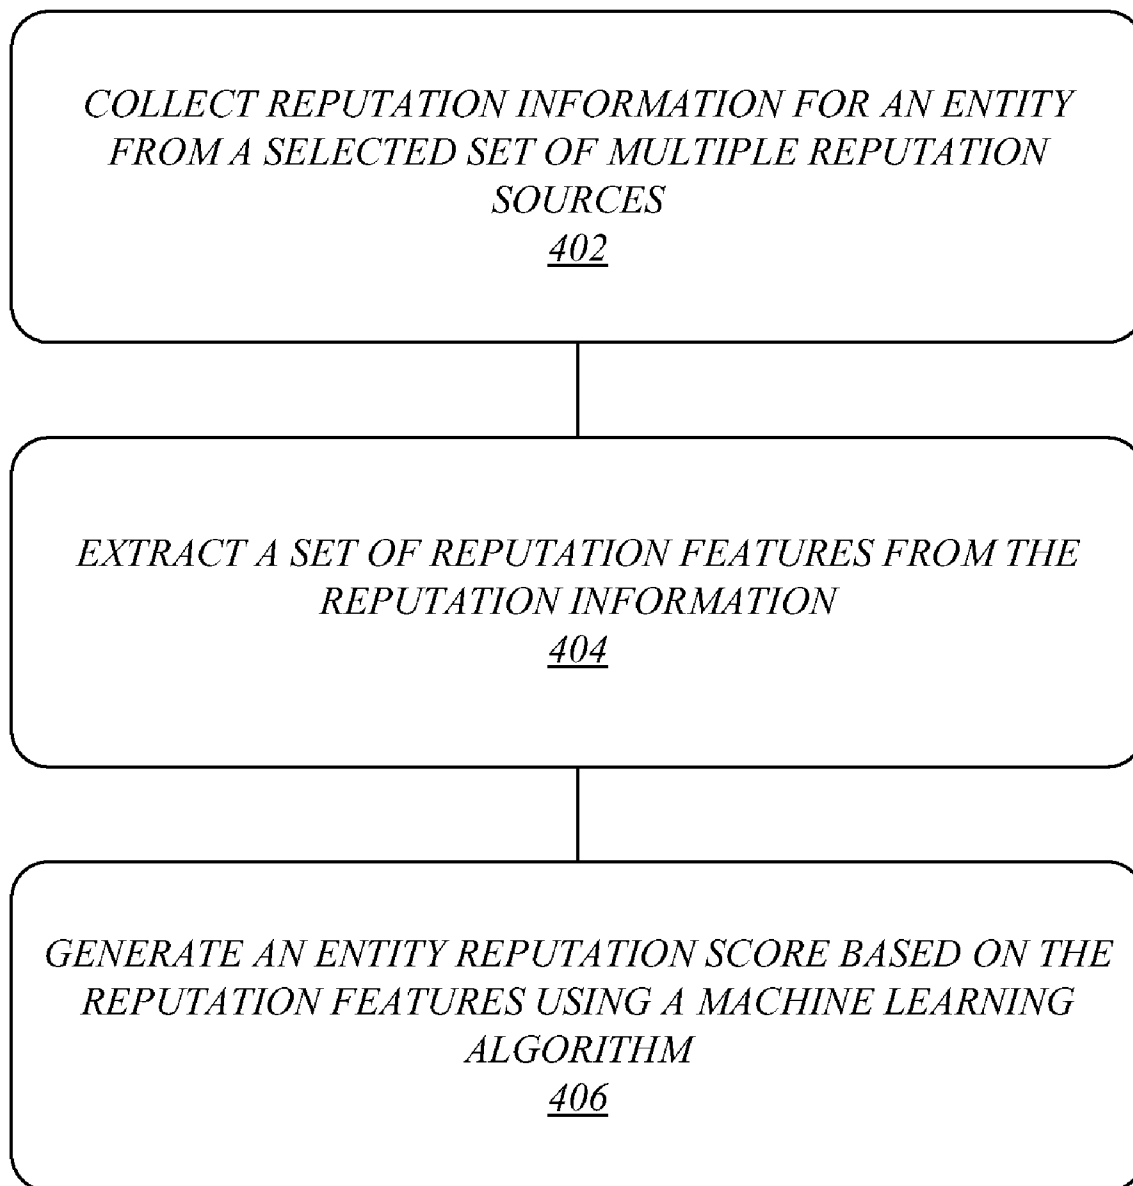 COLLECT REPUTATION INFORMATION FOR AN ENTITY
FROM A SELECTED SET OF MULTIPLE REPUTATION
SOURCES
402
EXTRACT A SET OF REPUTATION FEATURES FROM THE
REPUTATION INFORMATION
404
GENERATE AN ENTITY REPUTATION SCORE BASED ON THE
REPUTATION FEATURES USING A MACHINE LEARNING
ALGORITHM
406